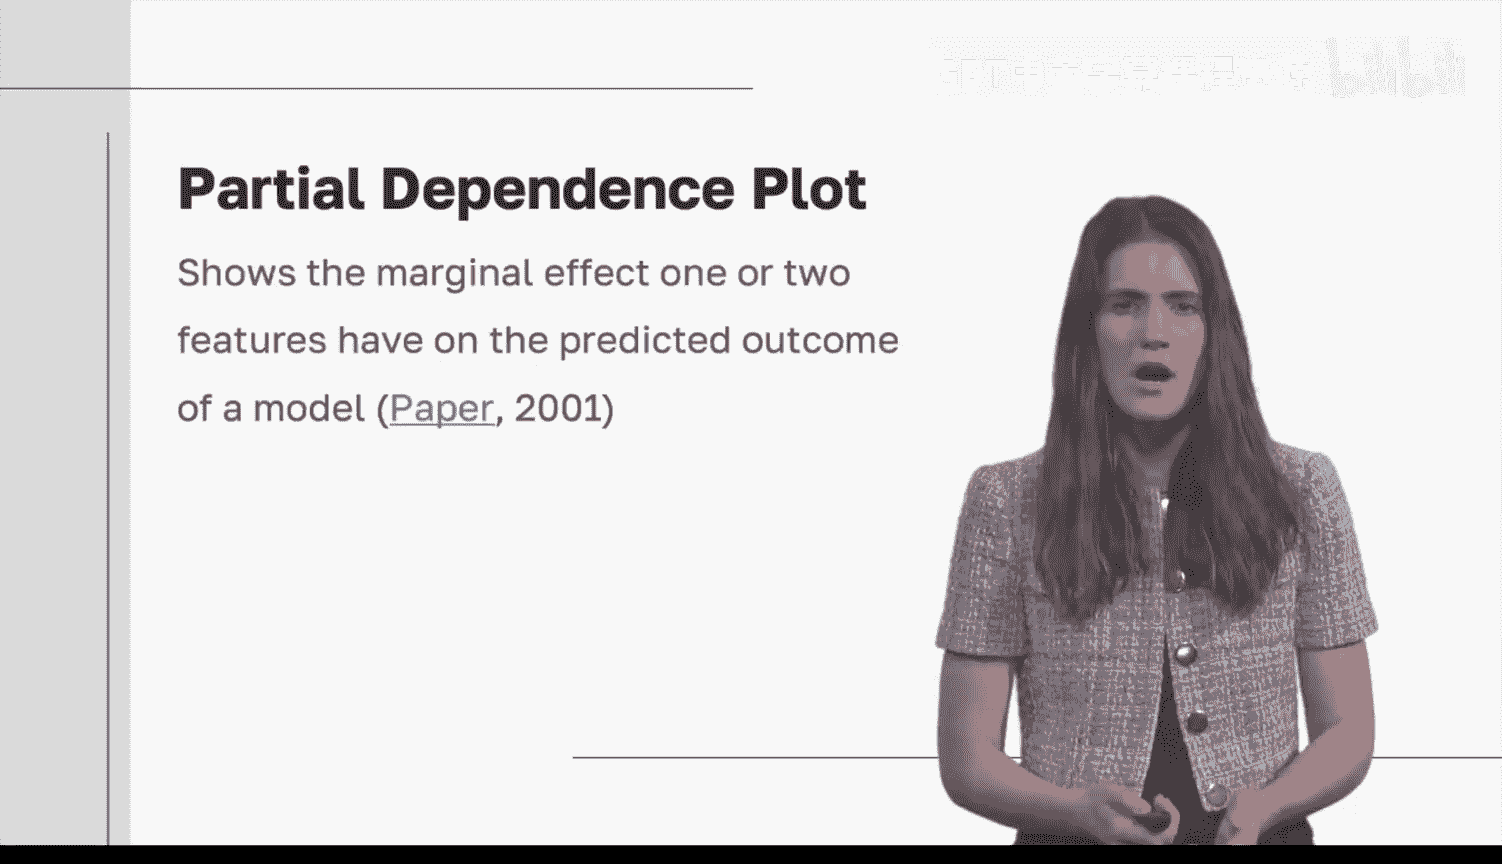 Partial Dependence Plot
Shows the marginal effect one or two
features have on the predicted outcome
of a model (Paper, 2001)
bilibili